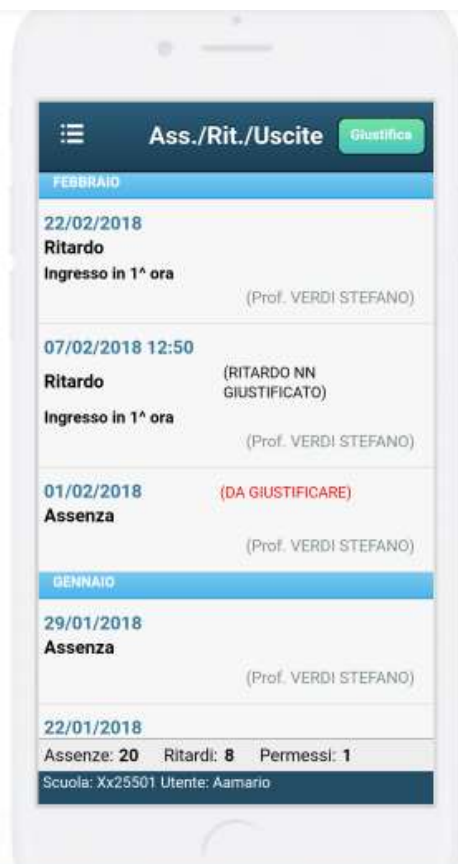 Ass./Rit./Uscite Giustifica
FEBBRAIO
22/02/2018
Ritardo
Ingresso in 1^ ora
(Prof. VERDI STEFANO)
07/02/2018 12:50
Ritardo (RITARDO NN
GIUSTIFICATO)
Ingresso in 1^ ora
(Prof. VERDI STEFANO)
01/02/2018 (DA GIUSTIFICARE)
Assenza
(Prof. VERDI STEFANO)
GENNAIO
29/01/2018
Assenza
(Prof. VERDI STEFANO)
22/01/2018
Assenze: 20 Ritardi: 8 Permessi: 1
Scuola: Xx25501 Utente: Aamario